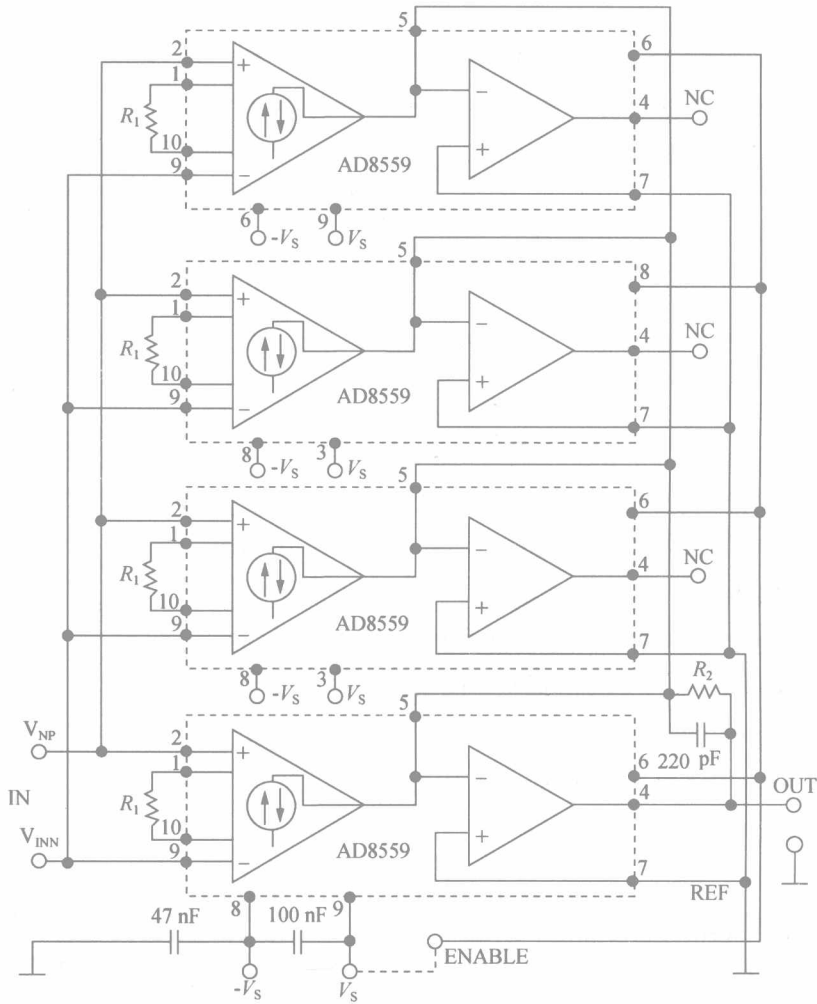 5
2
6
1
+
−
NC
R1
4
10
+
9
−
AD8559
7
6
-VS
9
VS
5
2
8
1
+
−
NC
R1
4
10
+
9
−
AD8559
7
8
-VS
3
VS
5
2
6
1
+
−
NC
R1
4
10
+
9
−
AD8559
7
8
-VS
3
VS
5
R2
VNP
2
220 pF
1
+
−
6
OUT
4
IN
R1
10
+
VINN
9
−
AD8559
7
REF
47 nF
8
100 nF
9
ENABLE
-VS
VS